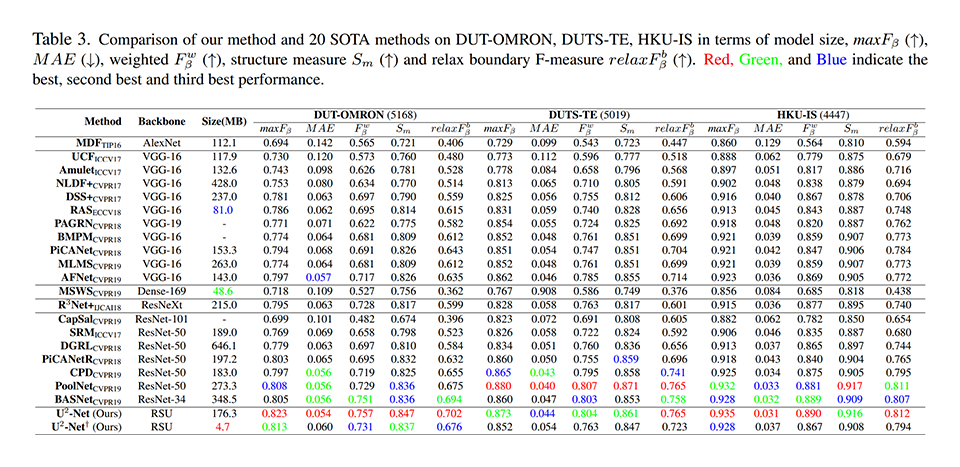 Table 3. Comparison of our method and 20 SOTA methods on DUT-OMRON, DUTS-TE, HKU-IS in terms of model size, maxFβ (↑),
MAE (↓), weighted Fβ^w (↑), structure measure Sm (↑) and relax boundary F-measure relaxFβ^b (↑). Red, Green, and Blue indicate the
best, second best and third best performance.
Method Backbone Size(MB) DUT-OMRON (5168) DUTS-TE (5019) HKU-IS (4447)
maxFβ MAE Fβ^w Sm relaxFβ^b maxFβ MAE Fβ^w Sm relaxFβ^b maxFβ MAE Fβ^w Sm relaxFβ^b
MDF TIP16 AlexNet 112.1 0.694 0.142 0.565 0.721 0.406 0.729 0.099 0.543 0.723 0.447 0.860 0.129 0.564 0.810 0.594
UCF ICCV17 VGG-16 117.9 0.730 0.120 0.573 0.760 0.480 0.773 0.112 0.596 0.777 0.518 0.888 0.062 0.779 0.875 0.679
Amulet ICCV17 VGG-16 132.6 0.743 0.098 0.626 0.781 0.528 0.778 0.084 0.658 0.796 0.568 0.897 0.051 0.817 0.886 0.716
NLDF+ CVPR17 VGG-16 428.0 0.753 0.080 0.634 0.770 0.514 0.813 0.065 0.710 0.805 0.591 0.902 0.048 0.838 0.879 0.694
DSS+ CVPR17 VGG-16 237.0 0.781 0.063 0.697 0.790 0.559 0.825 0.056 0.755 0.812 0.606 0.916 0.040 0.867 0.878 0.706
RAS ECCV18 VGG-16 81.0 0.786 0.062 0.695 0.814 0.615 0.831 0.059 0.740 0.828 0.656 0.913 0.045 0.843 0.887 0.748
PAGRN CVPR18 VGG-19 - 0.771 0.071 0.622 0.775 0.582 0.854 0.055 0.724 0.825 0.692 0.918 0.048 0.820 0.887 0.762
BMPM CVPR18 VGG-16 - 0.774 0.064 0.681 0.809 0.612 0.852 0.048 0.761 0.851 0.699 0.921 0.039 0.859 0.907 0.773
PiCANet CVPR18 VGG-16 153.3 0.794 0.068 0.691 0.826 0.643 0.851 0.054 0.747 0.851 0.704 0.921 0.042 0.847 0.906 0.784
MLMS CVPR19 VGG-16 263.0 0.774 0.064 0.681 0.809 0.612 0.852 0.048 0.761 0.851 0.699 0.921 0.039 0.859 0.907 0.773
AFNet CVPR19 VGG-16 143.0 0.797 0.057 0.717 0.826 0.635 0.862 0.046 0.785 0.855 0.714 0.923 0.036 0.869 0.905 0.772
MSWS CVPR19 Dense-169 48.6 0.718 0.109 0.527 0.756 0.362 0.767 0.908 0.586 0.749 0.376 0.856 0.084 0.685 0.818 0.438
R³Net+ IJCAI18 ResNeXt 215.0 0.795 0.063 0.728 0.817 0.599 0.828 0.058 0.763 0.817 0.601 0.915 0.036 0.877 0.895 0.740
CapSal CVPR19 ResNet-101 - 0.699 0.101 0.482 0.674 0.396 0.823 0.072 0.691 0.808 0.605 0.882 0.062 0.782 0.850 0.654
SRM ICCV17 ResNet-50 189.0 0.769 0.069 0.658 0.798 0.523 0.826 0.058 0.722 0.824 0.592 0.906 0.046 0.835 0.887 0.680
DGRL CVPR18 ResNet-50 646.1 0.779 0.063 0.697 0.810 0.584 0.834 0.051 0.760 0.836 0.656 0.913 0.037 0.865 0.897 0.744
PiCANetR CVPR18 ResNet-50 197.2 0.803 0.065 0.695 0.832 0.632 0.860 0.050 0.755 0.859 0.696 0.918 0.043 0.840 0.904 0.765
CPD CVPR19 ResNet-50 183.0 0.797 0.056 0.719 0.825 0.655 0.865 0.043 0.795 0.858 0.741 0.925 0.034 0.875 0.905 0.795
PoolNet CVPR19 ResNet-50 273.3 0.808 0.056 0.729 0.836 0.675 0.880 0.040 0.807 0.871 0.765 0.932 0.033 0.881 0.917 0.811
BASNet CVPR19 ResNet-34 348.5 0.805 0.056 0.751 0.836 0.694 0.860 0.047 0.803 0.853 0.758 0.928 0.032 0.889 0.909 0.807
U²-Net (Ours) RSU 176.3 0.823 0.054 0.757 0.847 0.702 0.873 0.044 0.804 0.861 0.765 0.935 0.031 0.890 0.916 0.812
U²-Net† (Ours) RSU 4.7 0.813 0.060 0.731 0.837 0.676 0.852 0.054 0.763 0.847 0.723 0.928 0.037 0.867 0.908 0.794